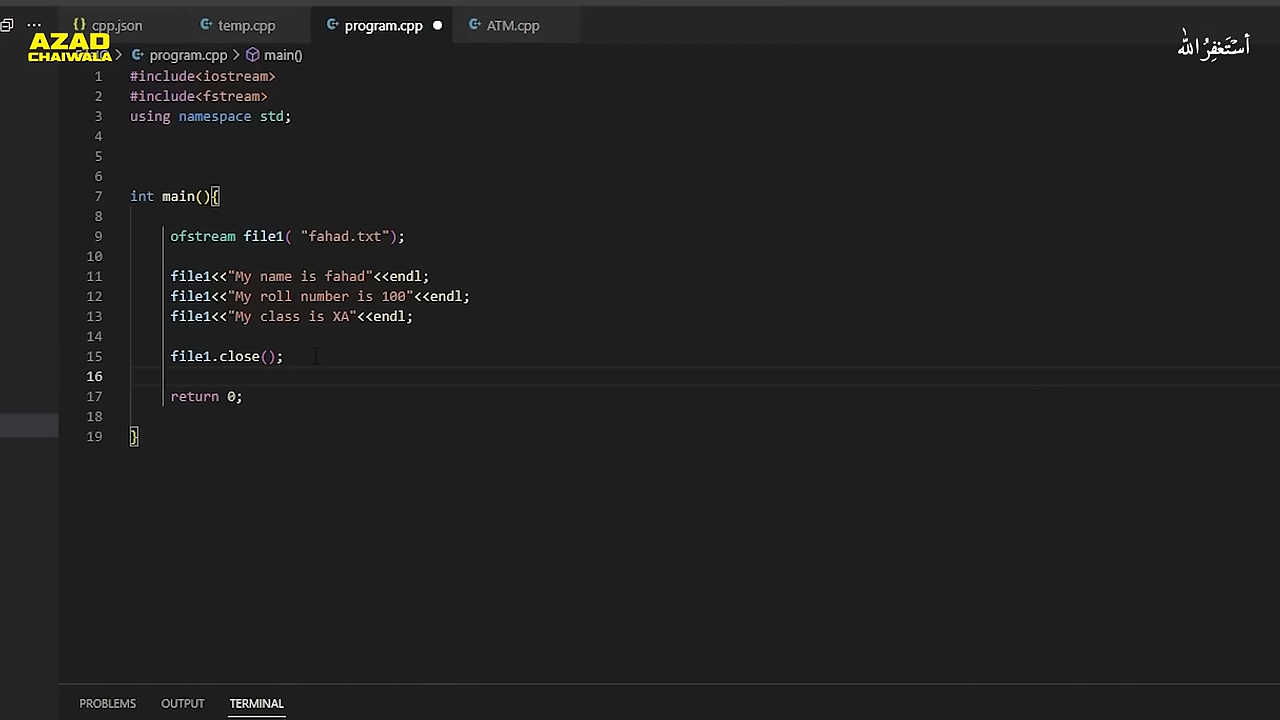 cpp.json temp.cpp program.cpp ATM.cpp
AZAD
CHAIWALA
program.cpp > main()
أستغفر الله
1 #include<iostream>
2 #include<fstream>
3 using namespace std;
4
5
6
7 int main(){
8
9 ofstream file1( "fahad.txt");
10
11 file1<<"My name is fahad"<<endl;
12 file1<<"My roll number is 100"<<endl;
13 file1<<"My class is XA"<<endl;
14
15 file1.close();
16
17 return 0;
18
19 }
PROBLEMS OUTPUT TERMINAL